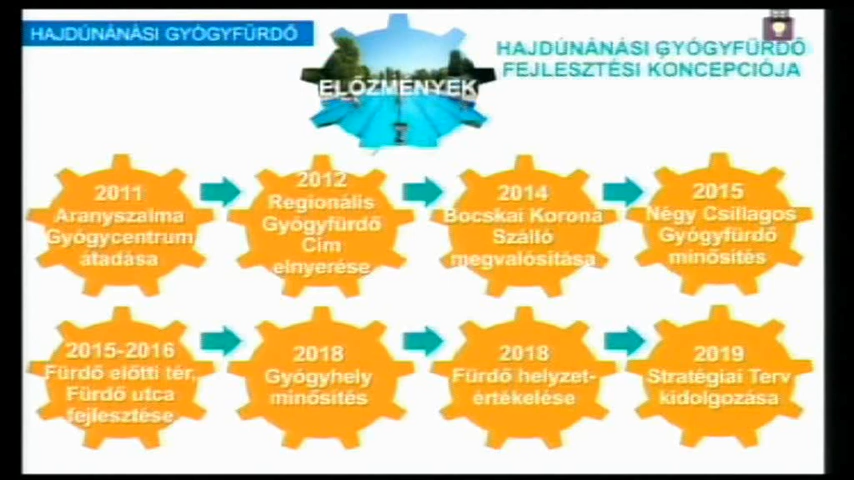 HAJDÚNÁNÁSI GYÓGYFÜRDŐ
HAJDÚNÁNÁSI GYÓGYFÜRDŐ
FEJLESZTÉSI KONCEPCIÓJA
ELŐZMÉNYEK
2011
Aranyszalma
Gyógycentrum
átadása
2012
Regionális
Gyógyfürdő
Cím
elnyerése
2014
Bocskai Korona
Szálló
megvalósítása
2015
Négy Csillagos
Gyógyfürdő
minősítés
2015-2016
Fürdő előtti tér,
Fürdő utca
fejlesztése
2018
Gyógyhely
minősítés
2018
Fürdő helyzet-
értékelése
2019
Stratégiai Terv
kidolgozása